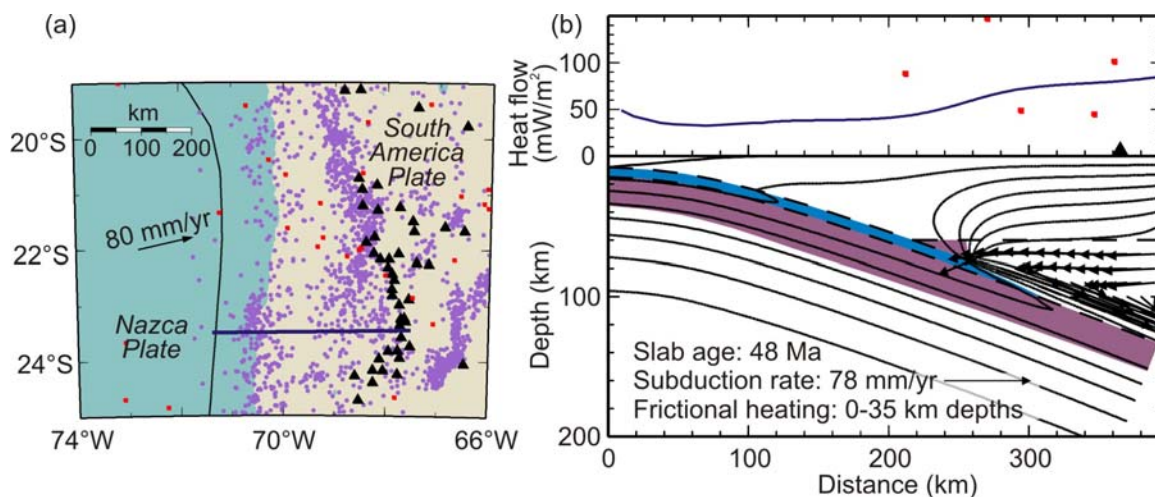 (a)
km
0 100 200
20°S
22°S
24°S
74°W 70°W 66°W
South
America
Plate
80 mm/yr
Nazca
Plate
(b)
Heat flow
(mW/m²)
100
50
0
Depth (km)
100
200
Slab age: 48 Ma
Subduction rate: 78 mm/yr
Frictional heating: 0-35 km depths
0 100 200 300
Distance (km)